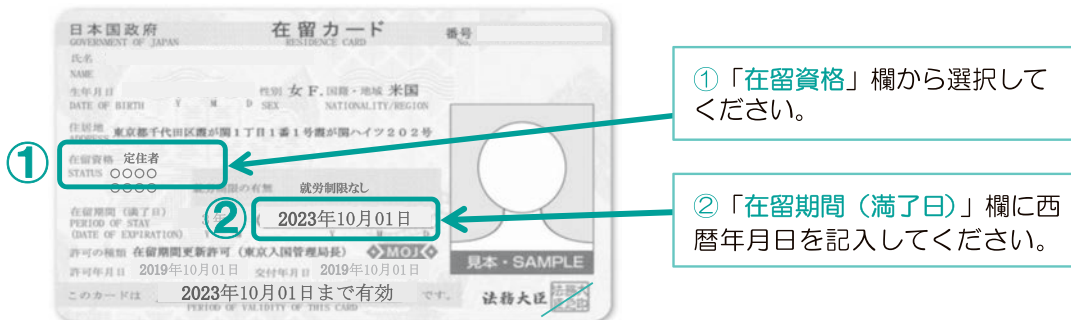 日本国政府 在留カード 番号
GOVERNMENT OF JAPAN RESIDENCE CARD No.
氏名
NAME
生年月日 性別 女 F. 国籍・地域 米国
DATE OF BIRTH Y M D SEX NATIONALITY/REGION
住居地 東京都千代田区霞が関1丁目1番1号霞が関ハイツ202号
ADDRESS
在留資格 定住者
STATUS ○○○○
○○○○ 就労制限の有無 就労制限なし
在留期間(満了日) ② 2023年10月01日
PERIOD OF STAY
(DATE OF EXPIRATION) Y M Y M D
許可の種類 在留期間更新許可(東京入国管理局長) MOJ
許可年月日 2019年10月01日 交付年月日 2019年10月01日
見本・SAMPLE
このカードは 2023年10月01日まで有効 です。
PERIOD OF VALIDITY OF THIS CARD
法務大臣
①
①「在留資格」欄から選択して
ください。
②「在留期間(満了日)」欄に西
暦年月日を記入してください。